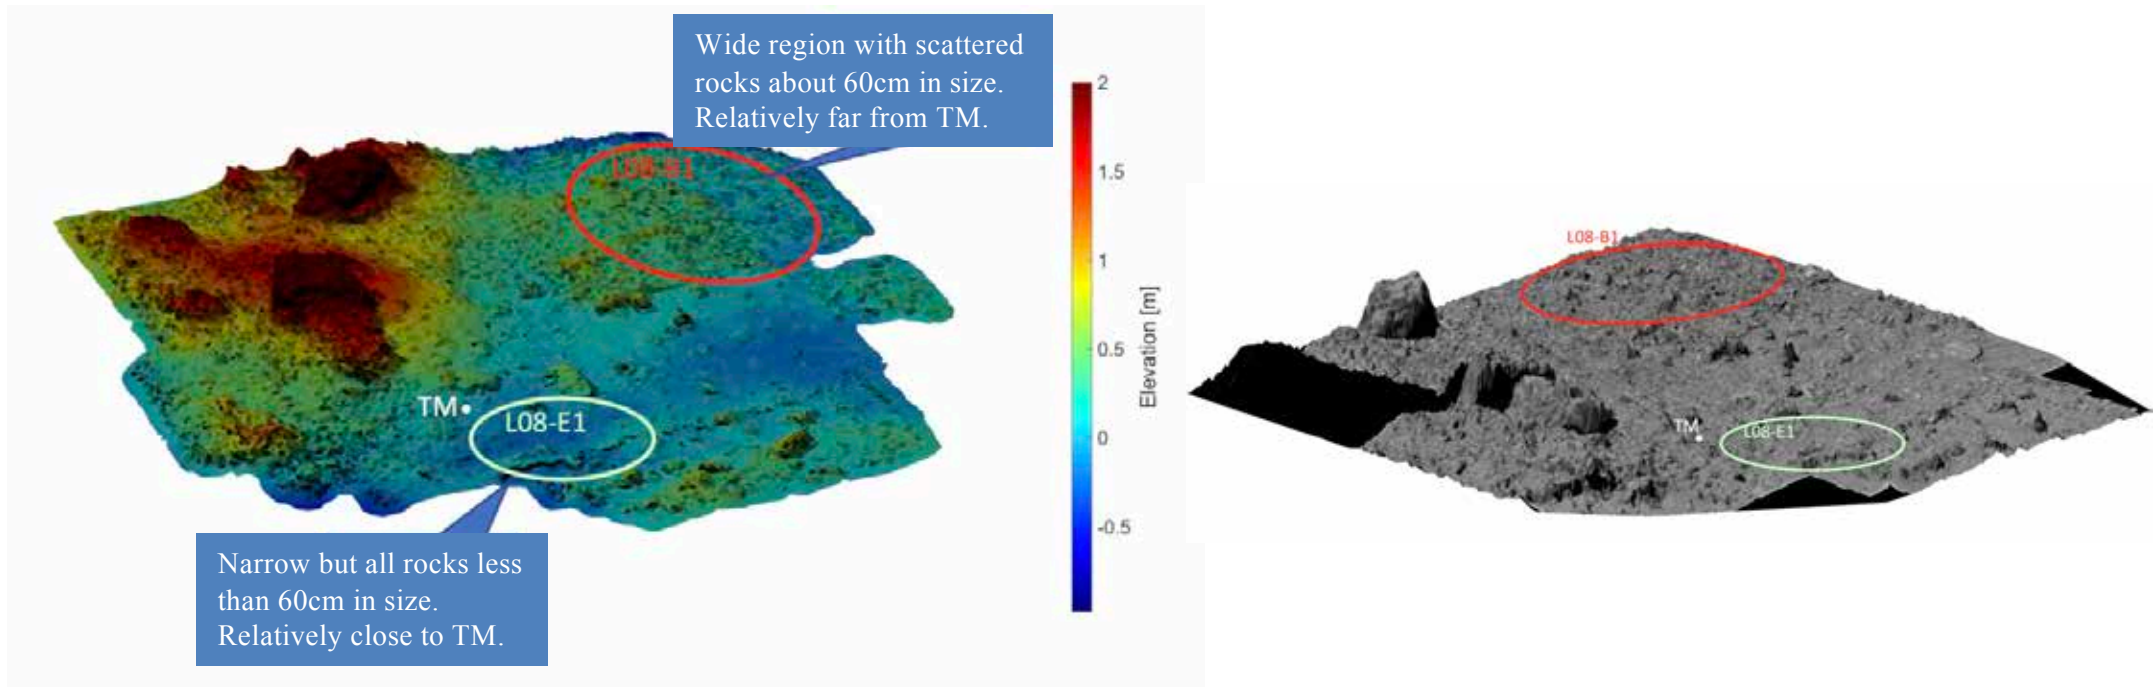 Wide region with scattered
rocks about 60cm in size.
Relatively far from TM.
L08-B1
TM
L08-E1
Narrow but all rocks less
than 60cm in size.
Relatively close to TM.
2
1.5
1
0.5
0
-0.5
Elevation [m]
L08-B1
TM
L08-E1